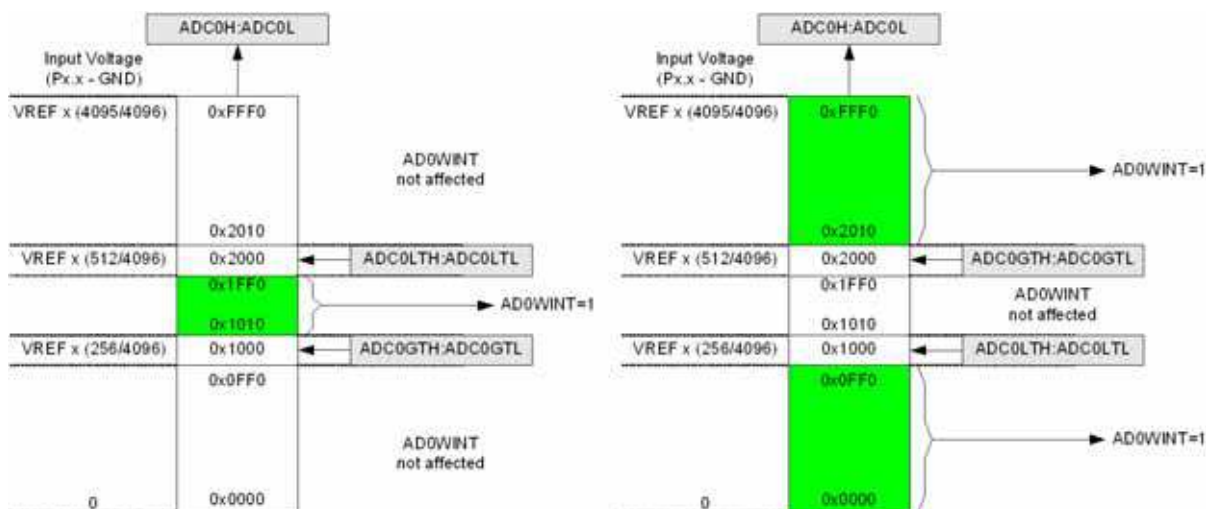 ADC0H:ADC0L
Input Voltage
(Px.x - GND)
VREF x (4095/4096)
0xFFF0
AD0WINT
not affected
0x2010
VREF x (512/4096)
0x2000
ADC0LTH:ADC0LTL
0x1FF0
AD0WINT=1
0x1010
VREF x (256/4096)
0x1000
ADC0GTH:ADC0GTL
0x0FF0
AD0WINT
not affected
0
0x0000
ADC0H:ADC0L
Input Voltage
(Px.x - GND)
VREF x (4095/4096)
0xFFF0
AD0WINT=1
0x2010
VREF x (512/4096)
0x2000
ADC0GTH:ADC0GTL
0x1FF0
AD0WINT
not affected
0x1010
VREF x (256/4096)
0x1000
ADC0LTH:ADC0LTL
0x0FF0
AD0WINT=1
0
0x0000